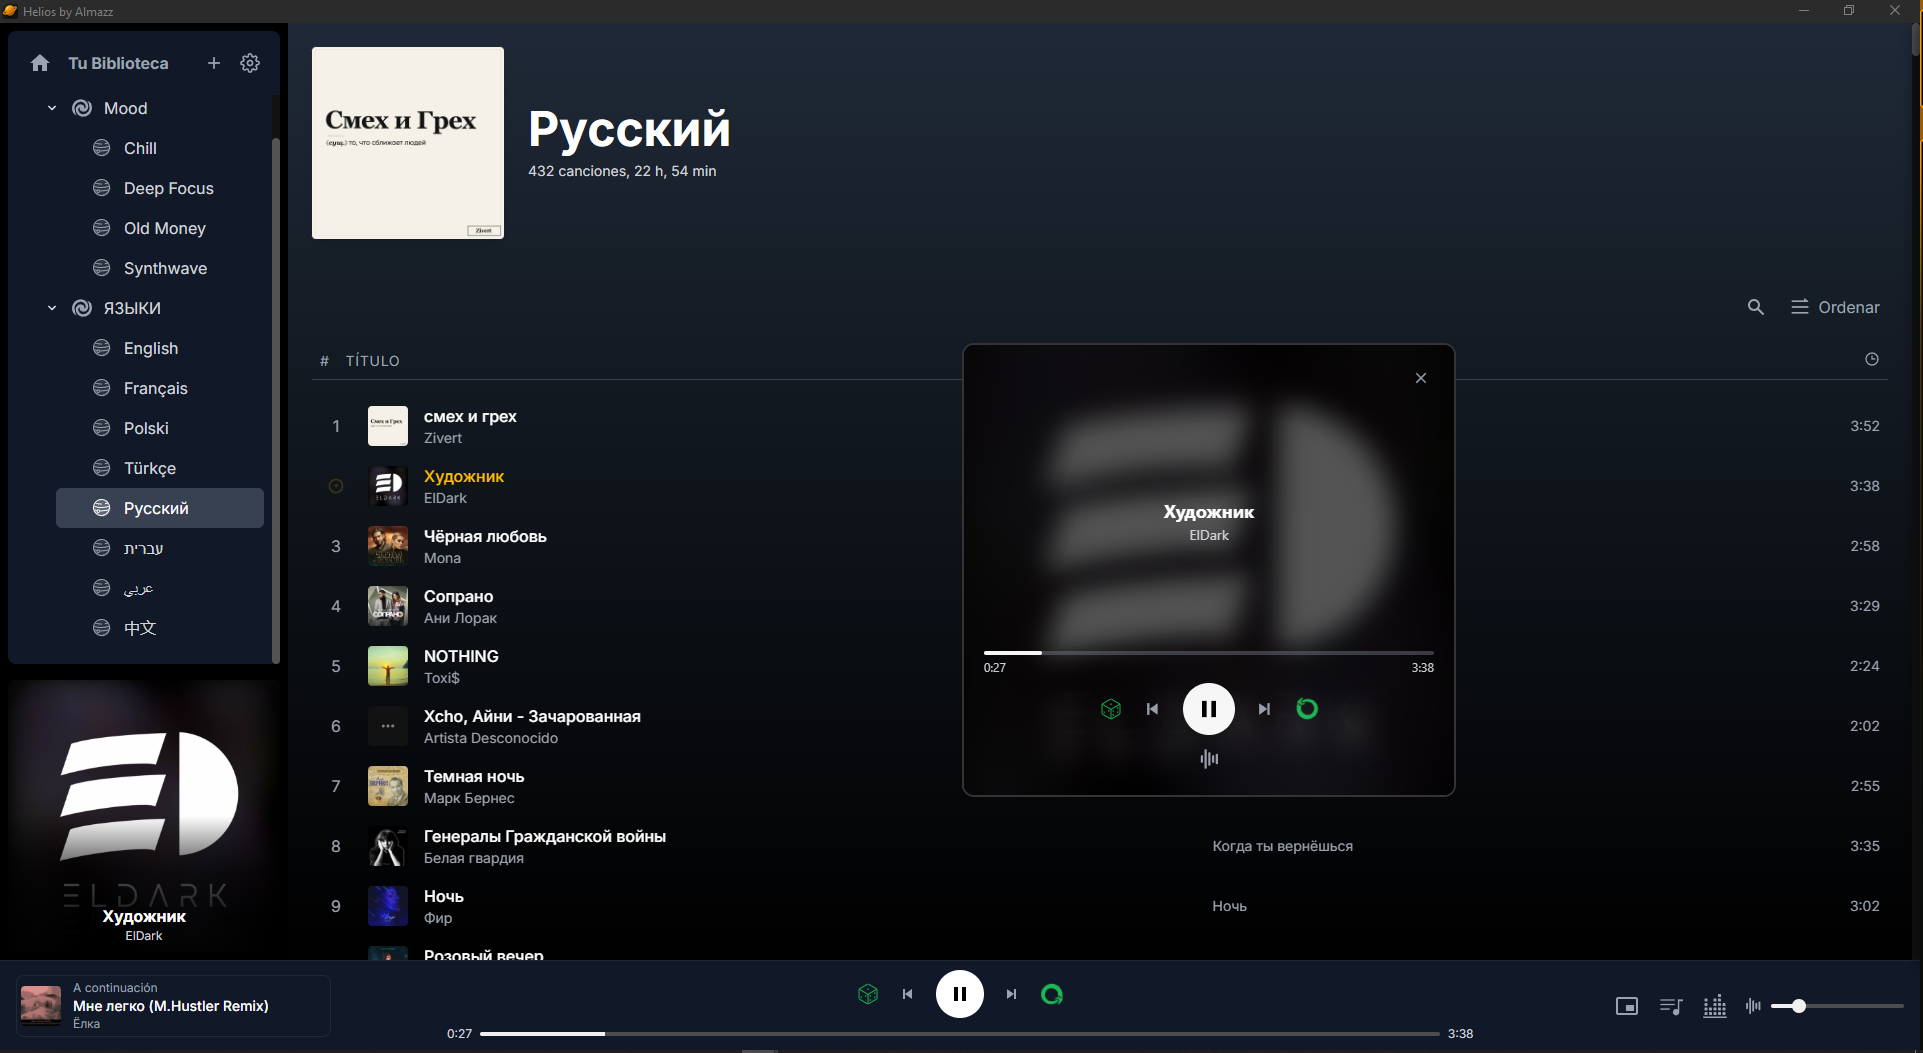 Helios by Almazz
Tu Biblioteca
Mood
Chill
Deep Focus
Old Money
Synthwave
ЯЗЫКИ
English
Français
Polski
Türkçe
Русский
עברית
عربي
中文
Смех и Грех
(сущ.) то, что сближает людей
Zivert
Русский
432 canciones, 22 h, 54 min
Ordenar
# TÍTULO
1 смех и грех 3:52
Zivert
Художник 3:38
ElDark
3 Чёрная любовь 2:58
Mona
4 Сопрано 3:29
Ани Лорак
5 NOTHING 2:24
Toxi$
6 Xcho, Айни - Зачарованная 2:02
Artista Desconocido
7 Темная ночь 2:55
Марк Бернес
8 Генералы Гражданской войны Когда ты вернёшься 3:35
Белая гвардия
9 Ночь Ночь 3:02
Фир
Розовый вечер
Художник
ElDark
0:27 3:38
ELDARK
Художник
ElDark
A continuación
Мне легко (M.Hustler Remix)
Ёлка
0:27 3:38